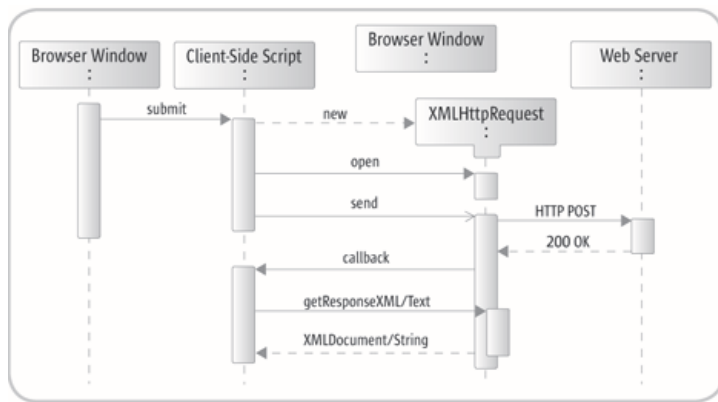 Browser Window
:
Client-Side Script
:
Browser Window
:
Web Server
:
submit
new
XMLHttpRequest
:
open
send
HTTP POST
200 OK
callback
getResponseXML/Text
XMLDocument/String